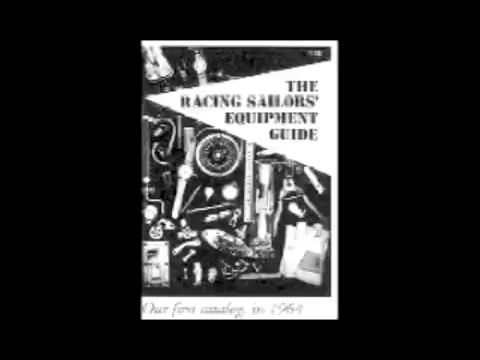 THE
RACING SAILORS'
EQUIPMENT
GUIDE
Our first catalog, in 1964